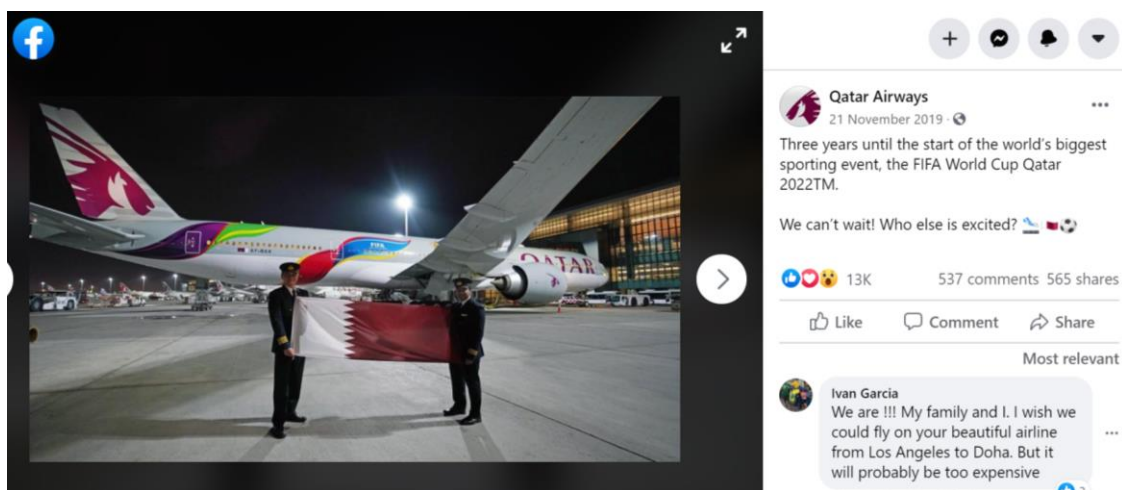 FIFA
QATAR
Qatar Airways
21 November 2019 ·
Three years until the start of the world's biggest
sporting event, the FIFA World Cup Qatar
2022TM.
We can't wait! Who else is excited?
13K
537 comments 565 shares
Like
Comment
Share
Most relevant
Ivan Garcia
We are !!! My family and I. I wish we
could fly on your beautiful airline
from Los Angeles to Doha. But it
will probably be too expensive